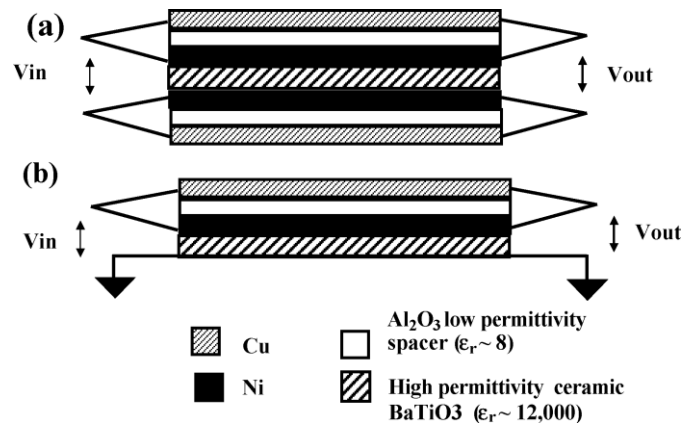 (a)
Vin
Vout
(b)
Vin
Vout
Cu
Al₂O₃ low permittivity
spacer (εᵣ ~ 8)
Ni
High permittivity ceramic
BaTiO3 (εᵣ ~ 12,000)